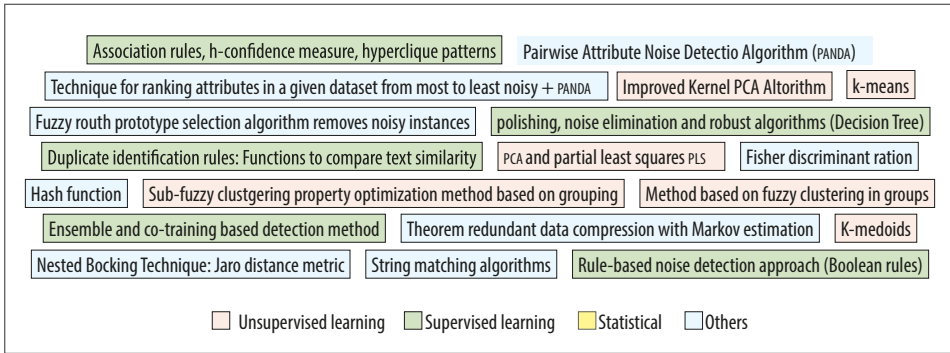 Association rules, h-confidence measure, hyperclique patterns Pairwise Attribute Noise Detectio Algorithm (PANDA)
Technique for ranking attributes in a given dataset from most to least noisy + PANDA Improved Kernel PCA Altorithm k-means
Fuzzy routh prototype selection algorithm removes noisy instances polishing, noise elimination and robust algorithms (Decision Tree)
Duplicate identification rules: Functions to compare text similarity PCA and partial least squares PLS Fisher discriminant ration
Hash function Sub-fuzzy clustgering property optimization method based on grouping Method based on fuzzy clustering in groups
Ensemble and co-training based detection method Theorem redundant data compression with Markov estimation K-medoids
Nested Bocking Technique: Jaro distance metric String matching algorithms Rule-based noise detection approach (Boolean rules)
Unsupervised learning Supervised learning Statistical Others